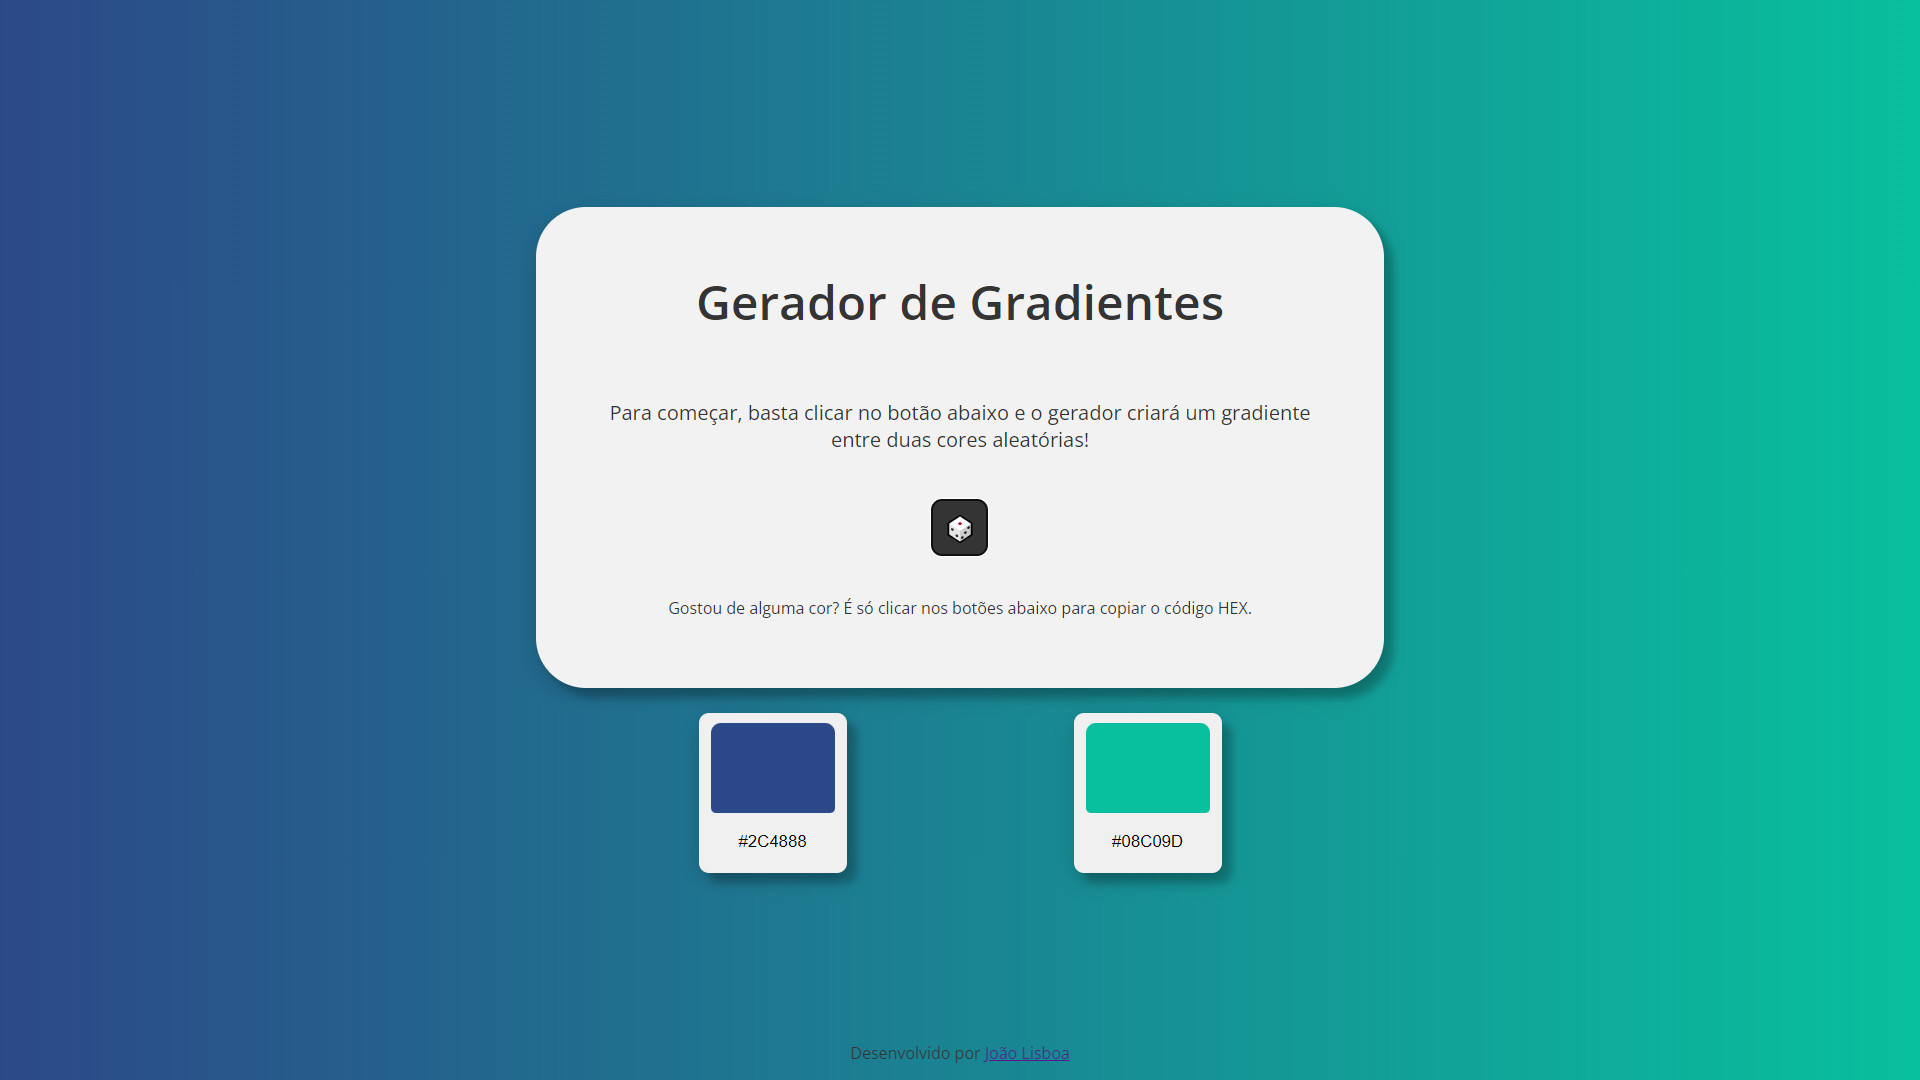 Gerador de Gradientes
Para começar, basta clicar no botão abaixo e o gerador criará um gradiente
entre duas cores aleatórias!
Gostou de alguma cor? É só clicar nos botões abaixo para copiar o código HEX.
#2C4888
#08C09D
Desenvolvido por João Lisboa